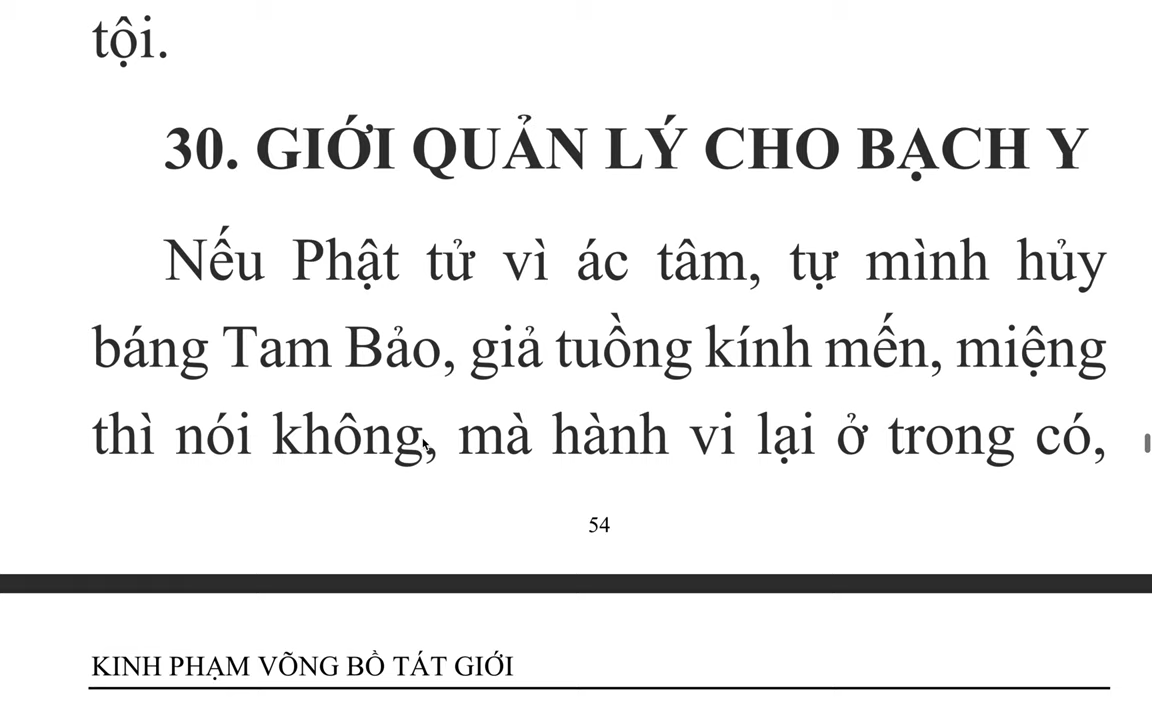 tội.
30. GIỚI QUẢN LÝ CHO BẠCH Y
Nếu Phật tử vì ác tâm, tự mình hủy
báng Tam Bảo, giả tuồng kính mến, miệng
thì nói không, mà hành vi lại ở trong có,
54
KINH PHẠM VÕNG BỒ TÁT GIỚI